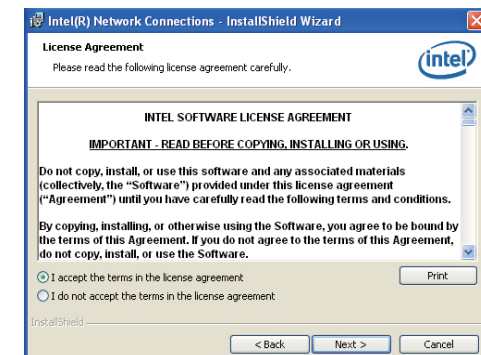 Intel(R) Network Connections - InstallShield Wizard
License Agreement
Please read the following license agreement carefully.
intel
INTEL SOFTWARE LICENSE AGREEMENT
IMPORTANT - READ BEFORE COPYING, INSTALLING OR USING.
Do not copy, install, or use this software and any associated materials
(collectively, the “Software”) provided under this license agreement
(“Agreement”) until you have carefully read the following terms and conditions.
By copying, installing, or otherwise using the Software, you agree to be bound by
the terms of this Agreement. If you do not agree to the terms of this Agreement,
do not copy, install, or use the Software.
I accept the terms in the license agreement
Print
I do not accept the terms in the license agreement
InstallShield
< Back Next > Cancel